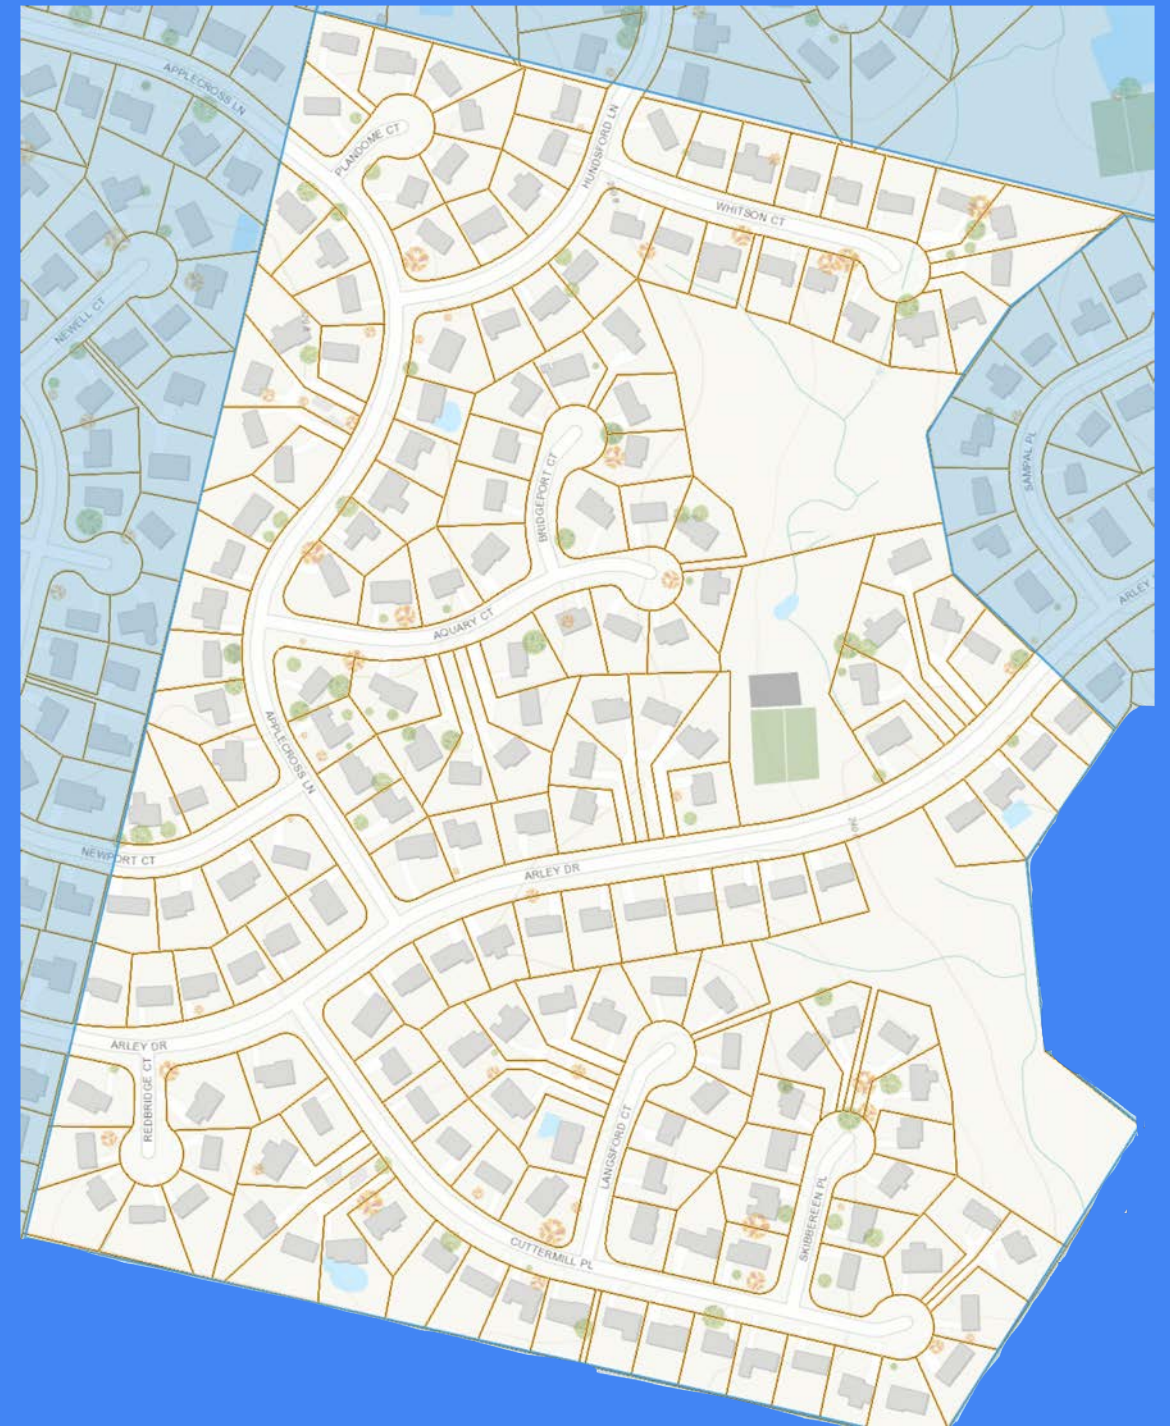 APPLECROSS LN
PLANDOME CT
HUNDSFORD LN
WHITSON CT
NEWELL CT
BRIDGEPORT CT
SAMPAL PL
ARLEY
AQUARY CT
APPLECROSS LN
NEWPORT CT
ARLEY DR
ARLEY DR
REDBRIDGE CT
LANGSFORD CT
SKIBBEREEN PL
CUTTERMILL PL